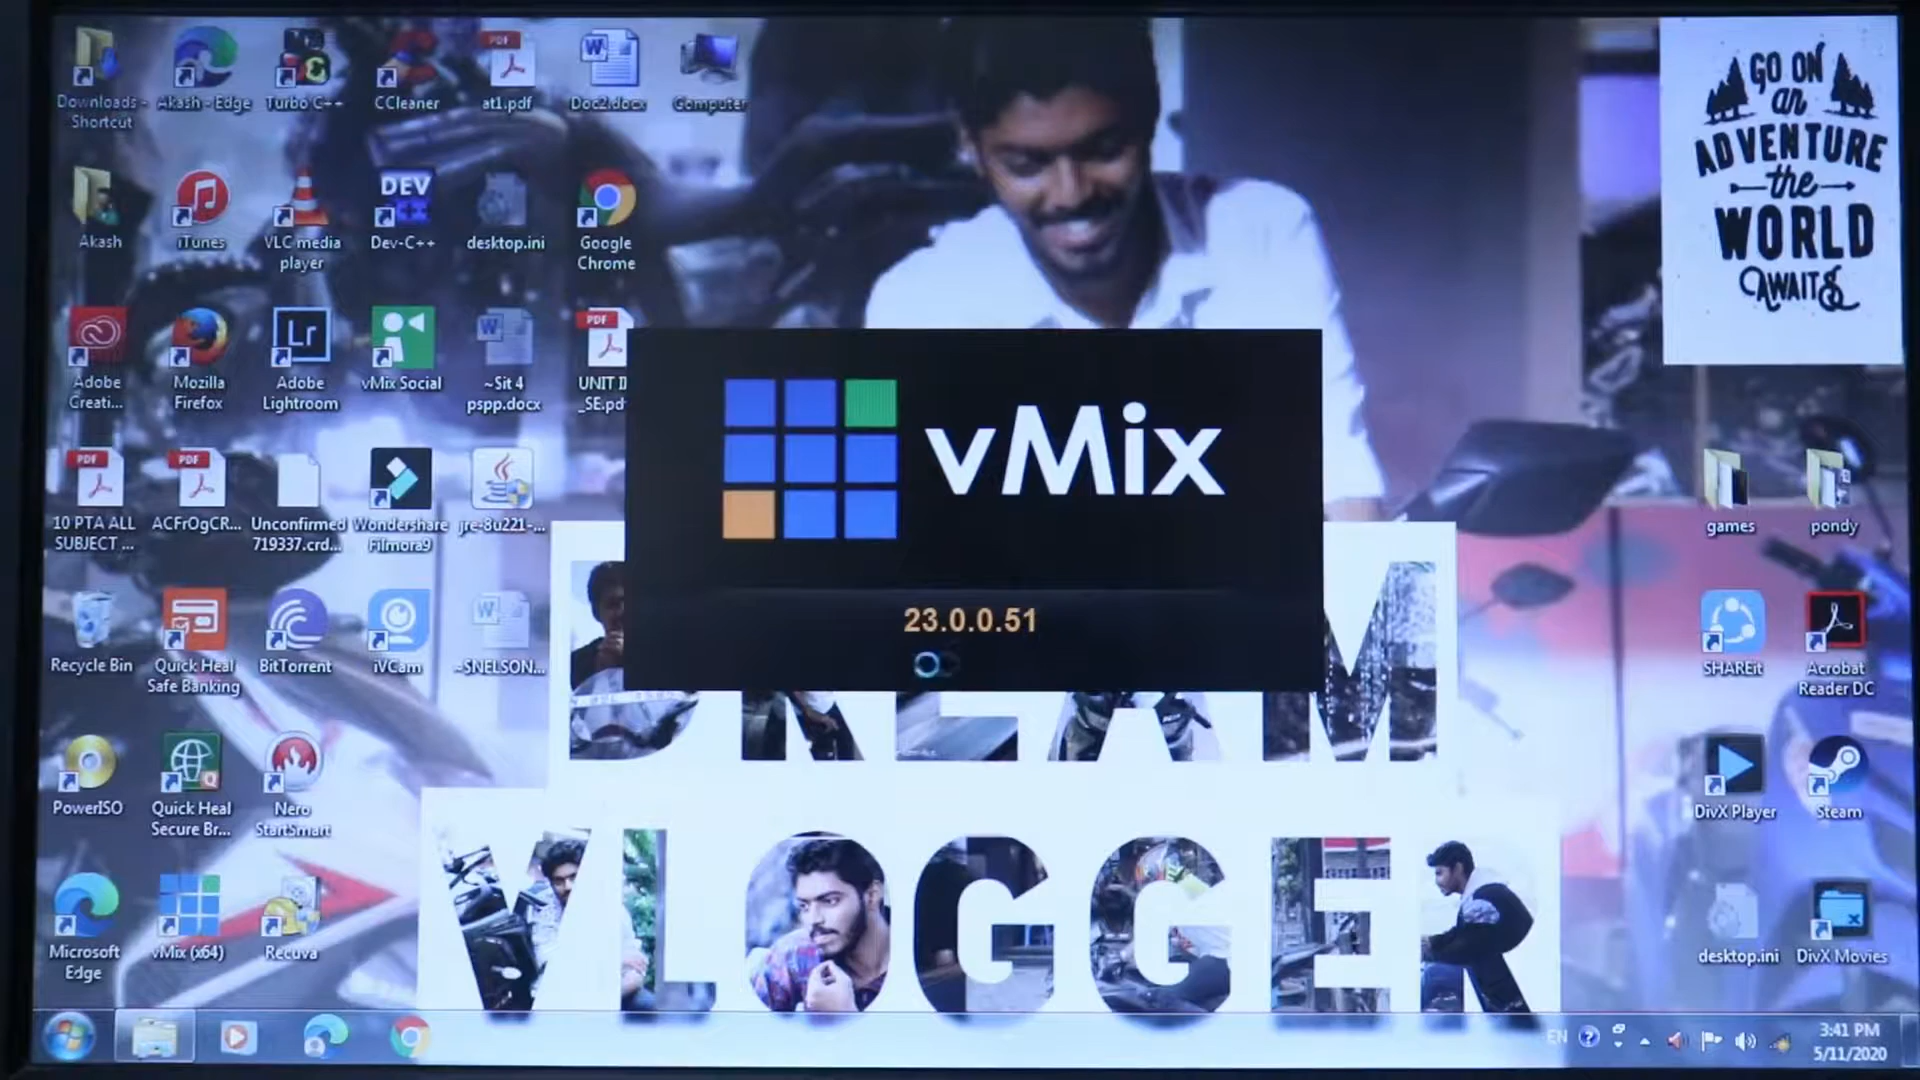 Downloads -
Shortcut
Akash - Edge
Turbo C++
CCleaner
PDF
at1.pdf
W
Doc2.docx
Computer
GO ON
an
ADVENTURE
the
WORLD
AWAITS
Akash
iTunes
VLC media
player
DEV
C++
Dev-C++
desktop.ini
Google
Chrome
Adobe
Creati...
Mozilla
Firefox
Lr
Adobe
Lightroom
vMix Social
W
~Sit 4
pspp.docx
PDF
UNIT I
_SE.pd
vMix
23.0.0.51
PDF
10 PTA ALL
SUBJECT ...
PDF
ACFrOgCR...
Unconfirmed
719337.crd...
Wondershare
Filmora9
jre-8u221-...
games
pondy
Recycle Bin
Quick Heal
Safe Banking
BitTorrent
iVCam
W
~SNELSON...
SHAREit
Acrobat
Reader DC
DREAM
PowerISO
Quick Heal
Secure Br...
Nero
StartSmart
DivX Player
Steam
VLOGGER
Microsoft
Edge
vMix (x64)
Recuva
desktop.ini
DivX Movies
EN
3:41 PM
5/11/2020